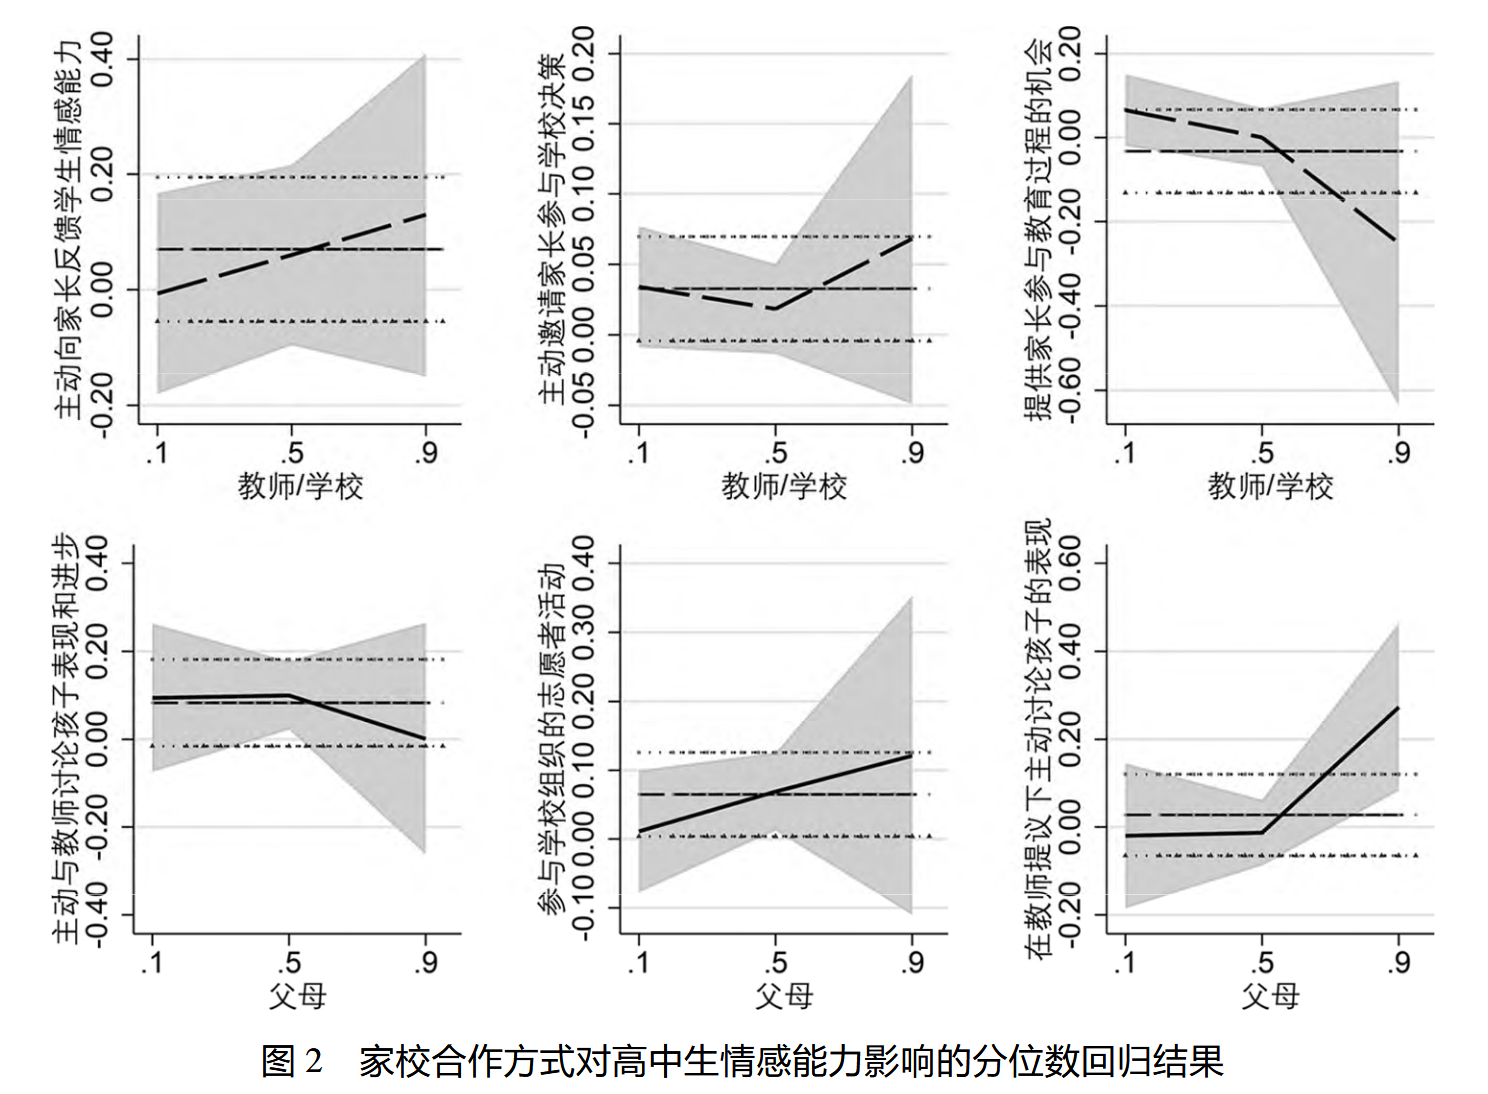 主动向家长反馈学生情感能力
0.40
0.20
0.00
-0.20
.1 .5 .9
教师/学校
主动邀请家长参与学校决策
0.20
0.15
0.10
0.05
0.00
-0.05
.1 .5 .9
教师/学校
提供家长参与教育过程的机会
0.20
0.00
-0.20
-0.40
-0.60
.1 .5 .9
教师/学校
主动与教师讨论孩子表现和进步
0.40
0.20
0.00
-0.20
-0.40
.1 .5 .9
父母
参与学校组织的志愿者活动
0.40
0.30
0.20
0.10
0.00
-0.10
.1 .5 .9
父母
在教师提议下主动讨论孩子的表现
0.60
0.40
0.20
0.00
-0.20
.1 .5 .9
父母
图 2 家校合作方式对高中生情感能力影响的分位数回归结果